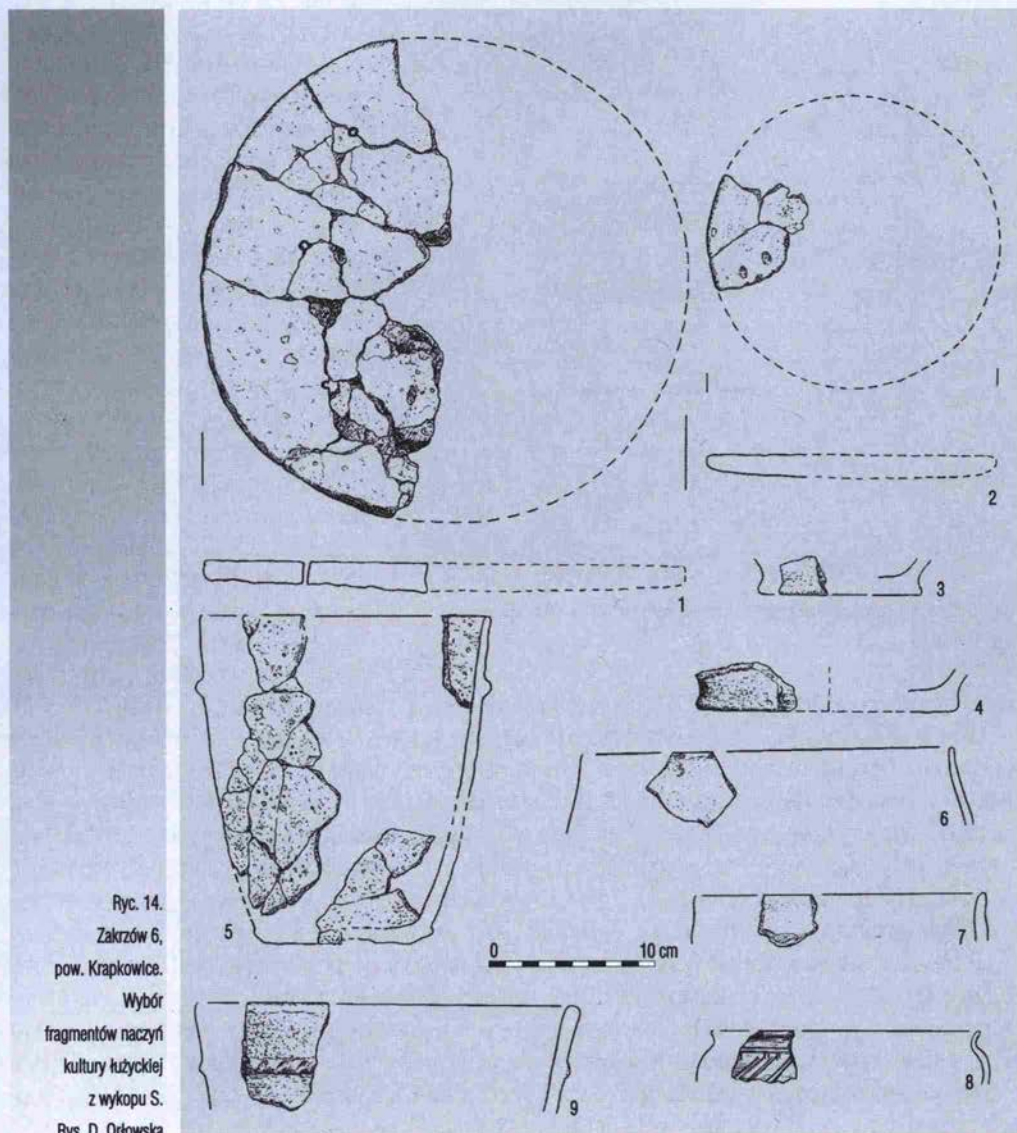 2
1
3
4
6
5
7
0 10 cm
8
9
Ryc. 14.
Zakrzów 6,
pow. Krapkowice.
Wybór
fragmentów naczyń
kultury łużyckiej
z wykopu S.
Rys. D. Orłowska